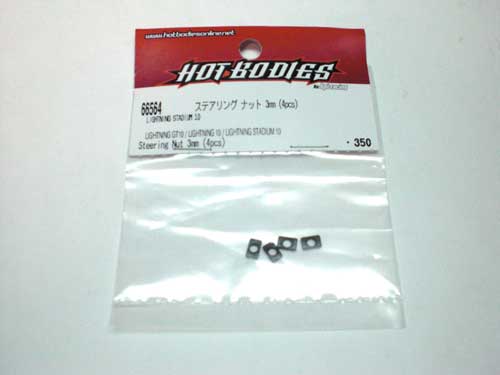 www.hotbodiesonline.net
HOT BODIES
66564
ステアリング ナット 3mm (4pcs)
LIGHTNING STADIUM 10
LIGHTNING GT10 / LIGHTNING 10 / LIGHTNING STADIUM 10
Steering Nut 3mm (4pcs)
· 350